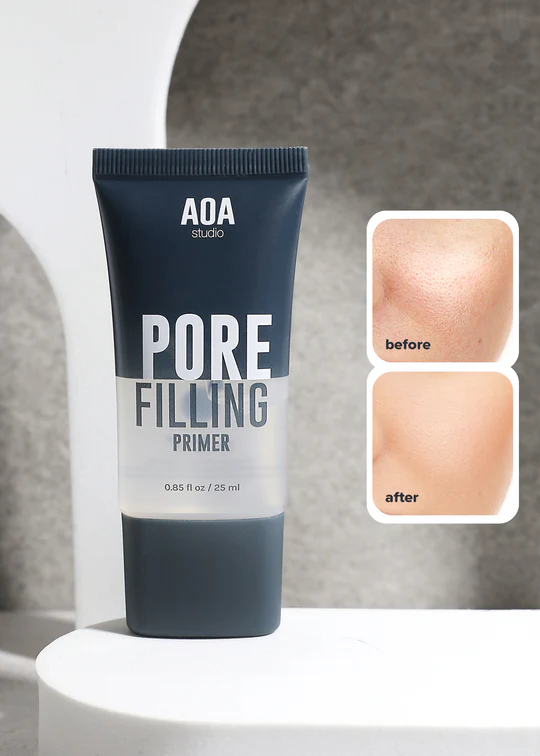 AOA
studio
PORE
FILLING
PRIMER
0.85 fl oz / 25 ml
before
after